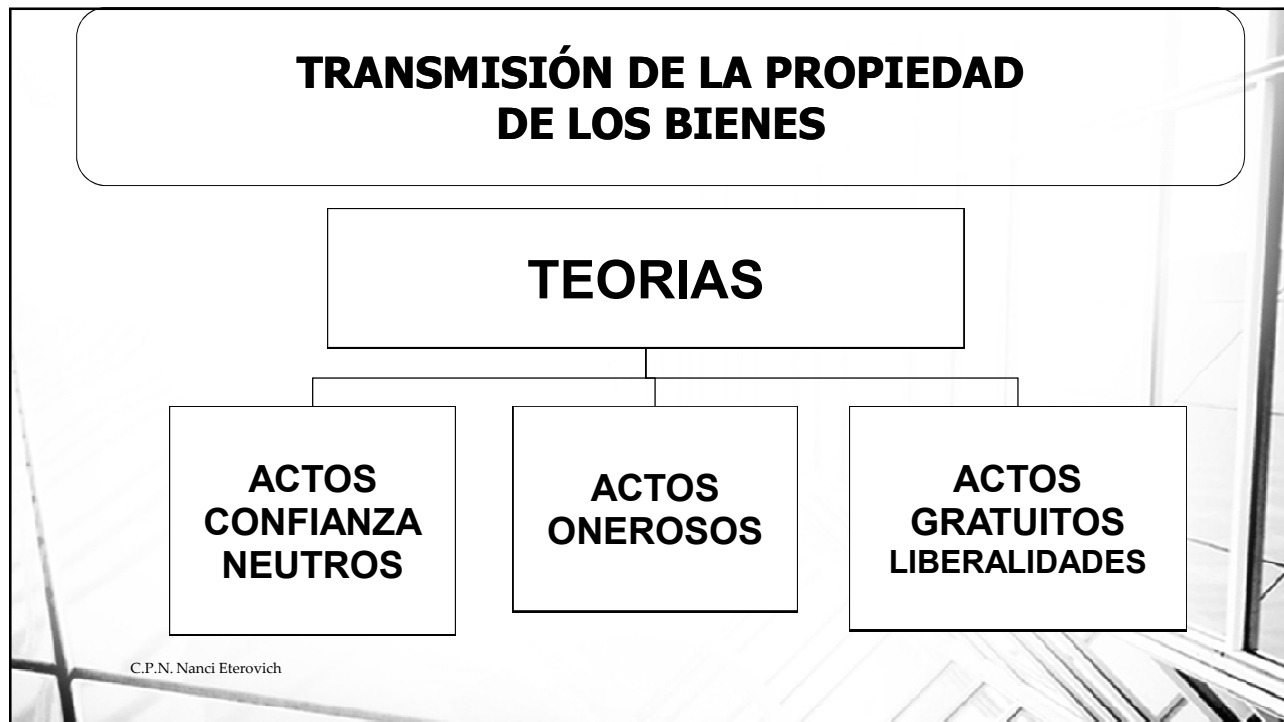 TRANSMISIÓN DE LA PROPIEDAD
DE LOS BIENES
TEORIAS
ACTOS
CONFIANZA
NEUTROS
ACTOS
ONEROSOS
ACTOS
GRATUITOS
LIBERALIDADES
C.P.N. Nanci Eterovich